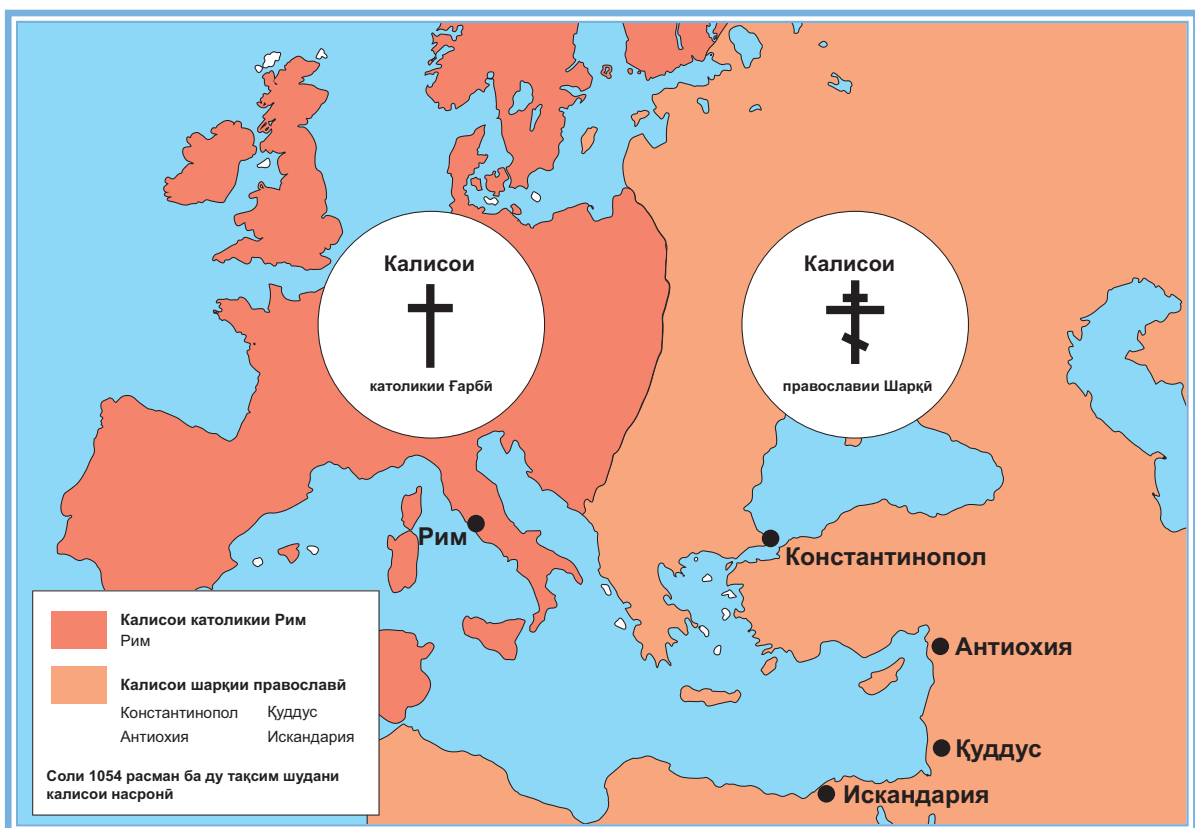 Калисои
католикии Ғарбӣ
Калисои
православии Шарқӣ
Рим
Константинопол
Антиохия
Қуддус
Искандария
Калисои католикии Рим
Рим
Калисои шарқии православӣ
Константинопол Қуддус
Антиохия Искандария
Соли 1054 расман ба ду тақсим шудани
калисои насронӣ